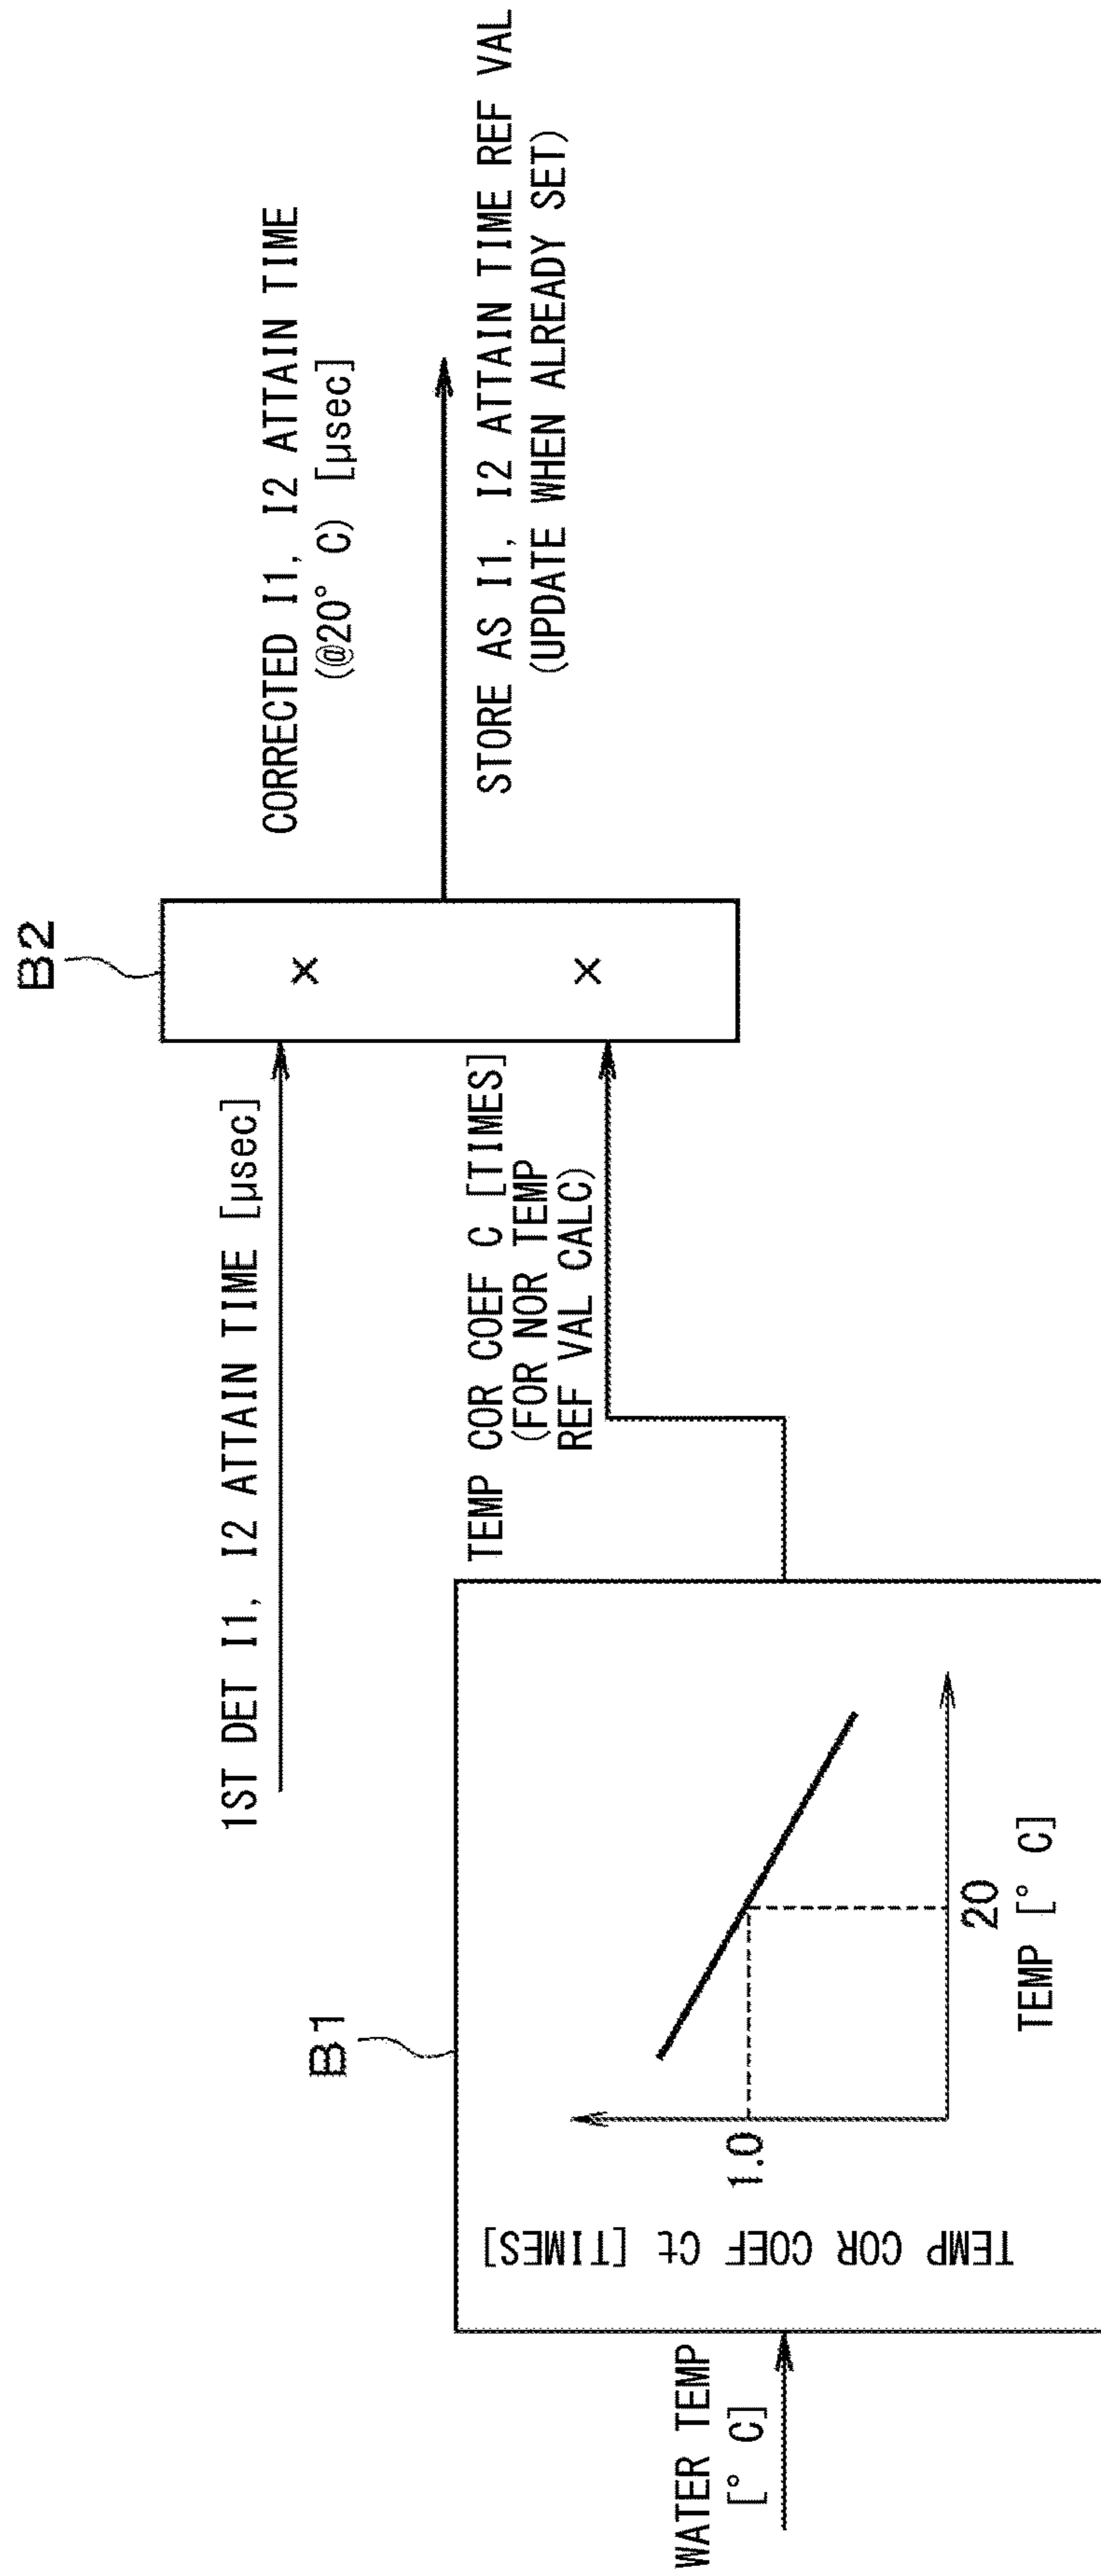 WATER TEMP
[° C]
B1
TEMP COR COEF Ct [TIMES]
1.0
20
TEMP [° C]
1ST DET I1, I2 ATTAIN TIME [μsec]
TEMP COR COEF C [TIMES]
(FOR NOR TEMP
REF VAL CALC)
B2
×
×
CORRECTED I1, I2 ATTAIN TIME
(@20° C) [μsec]
STORE AS I1, I2 ATTAIN TIME REF VAL
(UPDATE WHEN ALREADY SET)